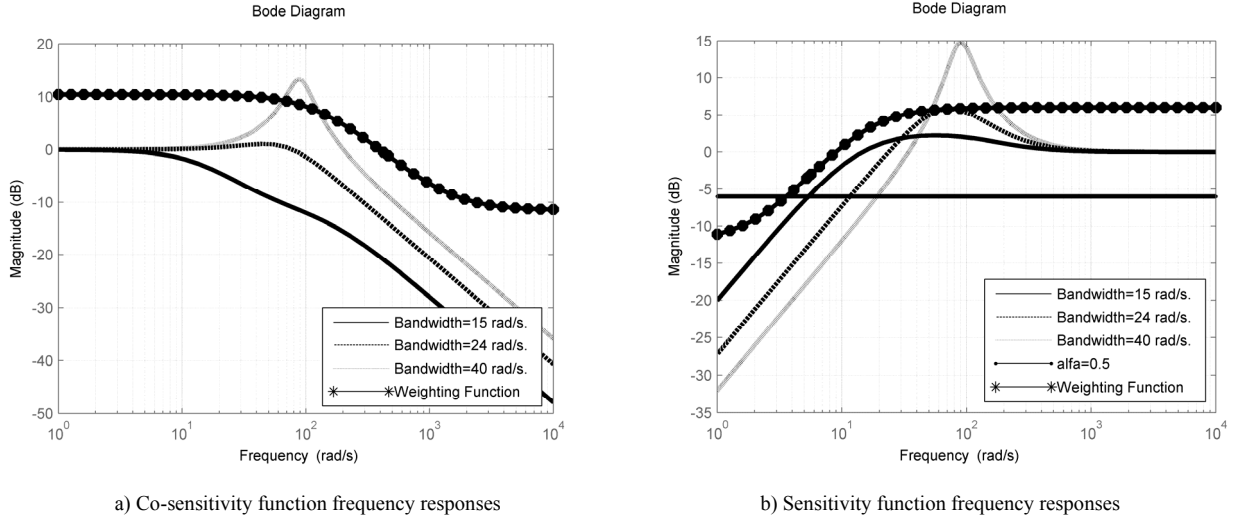 Bode Diagram
20
10
0
-10
-20
-30
-40
-50
Magnitude (dB)
Bandwidth=15 rad/s.
Bandwidth=24 rad/s.
Bandwidth=40 rad/s.
Weighting Function
10^0
10^1
10^2
10^3
10^4
Frequency (rad/s)
a) Co-sensitivity function frequency responses
Bode Diagram
15
10
5
0
-5
-10
-15
-20
-25
-30
-35
Magnitude (dB)
Bandwidth=15 rad/s.
Bandwidth=24 rad/s.
Bandwidth=40 rad/s.
alfa=0.5
Weighting Function
10^0
10^1
10^2
10^3
10^4
Frequency (rad/s)
b) Sensitivity function frequency responses